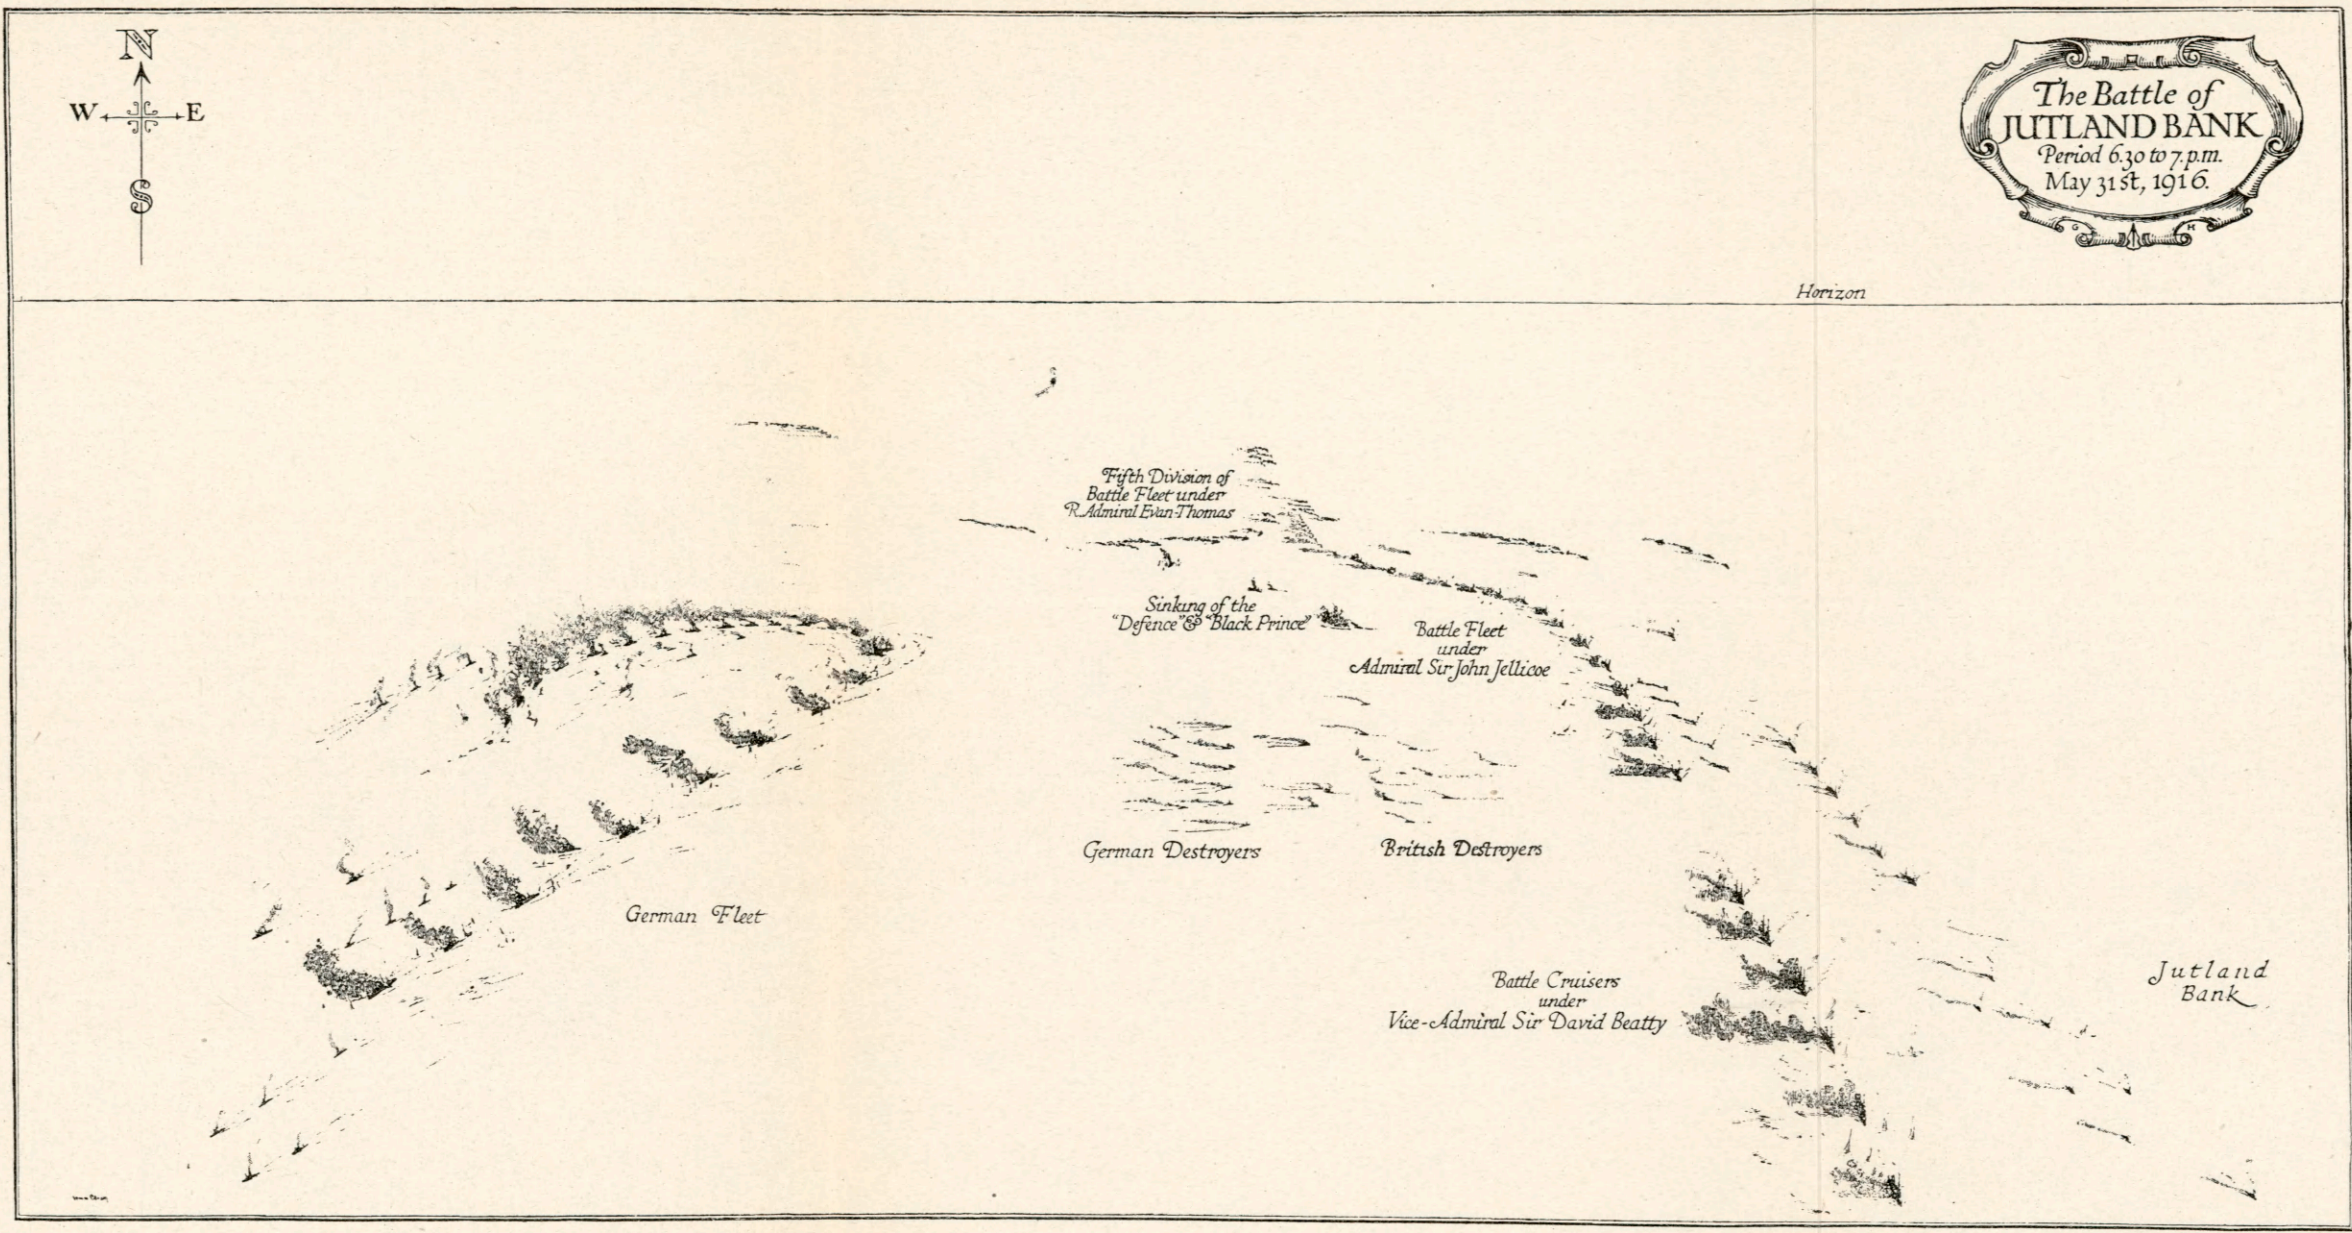 N
W
E
S
The Battle of
JUTLAND BANK
Period 6.30 to 7.p.m.
May 31st, 1916.
G H
Horizon
Fifth Division of
Battle Fleet under
R. Admiral Evan-Thomas
Sinking of the
"Defence" & "Black Prince"
Battle Fleet
under
Admiral Sir John Jellicoe
German Destroyers
British Destroyers
German Fleet
Battle Cruisers
under
Vice-Admiral Sir David Beatty
Jutland
Bank